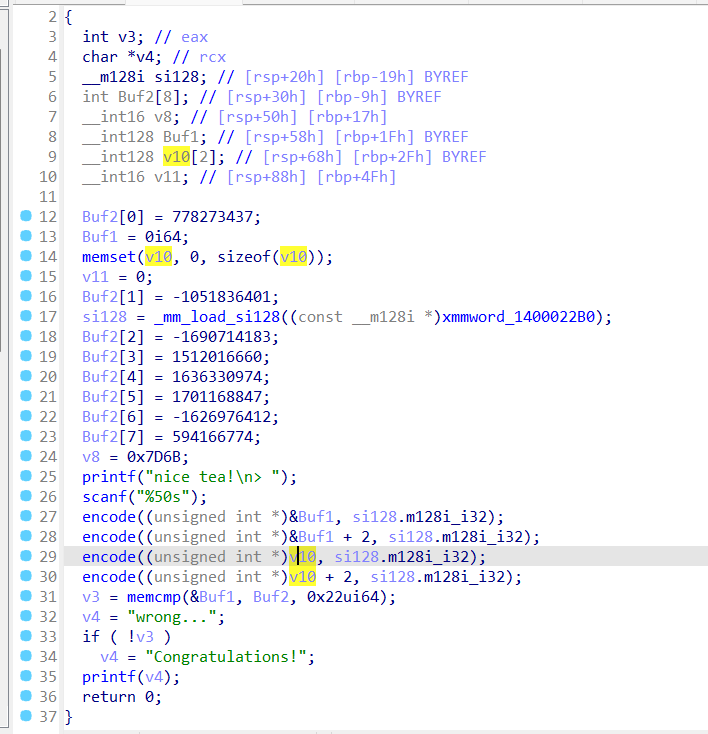 2 {
3 int v3; // eax
4 char *v4; // rcx
5 __m128i si128; // [rsp+20h] [rbp-19h] BYREF
6 int Buf2[8]; // [rsp+30h] [rbp-9h] BYREF
7 __int16 v8; // [rsp+50h] [rbp+17h]
8 __int128 Buf1; // [rsp+58h] [rbp+1Fh] BYREF
9 __int128 v10[2]; // [rsp+68h] [rbp+2Fh] BYREF
10 __int16 v11; // [rsp+88h] [rbp+4Fh]
11
12 Buf2[0] = 778273437;
13 Buf1 = 0i64;
14 memset(v10, 0, sizeof(v10));
15 v11 = 0;
16 Buf2[1] = -1051836401;
17 si128 = _mm_load_si128((const __m128i *)xmmword_1400022B0);
18 Buf2[2] = -1690714183;
19 Buf2[3] = 1512016660;
20 Buf2[4] = 1636330974;
21 Buf2[5] = 1701168847;
22 Buf2[6] = -1626976412;
23 Buf2[7] = 594166774;
24 v8 = 0x7D6B;
25 printf("nice tea!\n> ");
26 scanf("%50s");
27 encode((unsigned int *)&Buf1, si128.m128i_i32);
28 encode((unsigned int *)&Buf1 + 2, si128.m128i_i32);
29 encode((unsigned int *)v10, si128.m128i_i32);
30 encode((unsigned int *)v10 + 2, si128.m128i_i32);
31 v3 = memcmp(&Buf1, Buf2, 0x22ui64);
32 v4 = "wrong...";
33 if ( !v3 )
34 v4 = "Congratulations!";
35 printf(v4);
36 return 0;
37 }